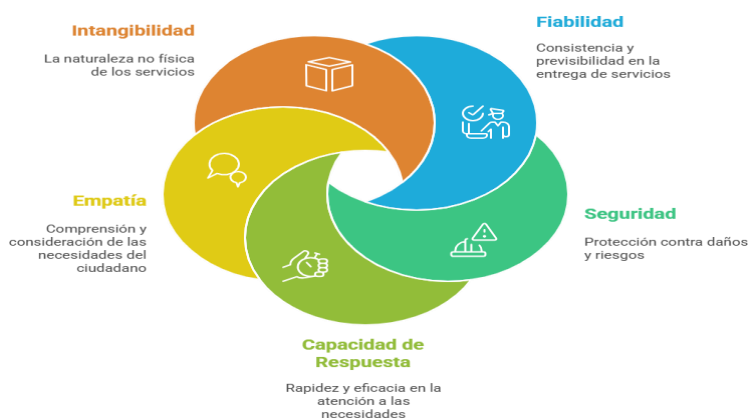 Intangibilidad
La naturaleza no física
de los servicios
Fiabilidad
Consistencia y
previsibilidad en la
entrega de servicios
Empatía
Comprensión y
consideración de las
necesidades del
ciudadano
Seguridad
Protección contra daños
y riesgos
Capacidad de
Respuesta
Rapidez y eficacia en la
atención a las
necesidades